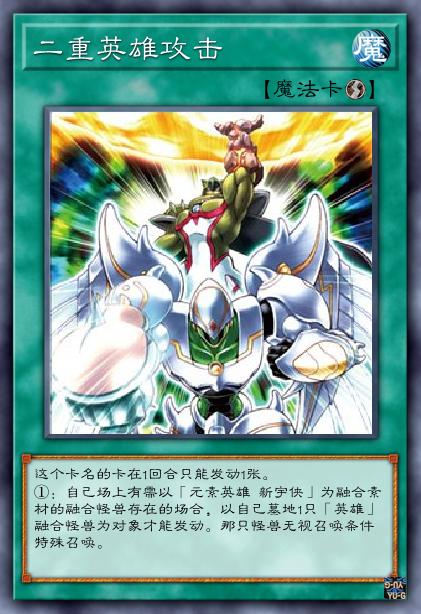 二重英雄攻击
魔
【魔法卡】
这个卡名的卡在1回合只能发动1张。
①:自己场上有需以「元素英雄 新宇侠」为融合素
材的融合怪兽存在的场合,以自己墓地1只「英雄」
融合怪兽为对象才能发动。那只怪兽无视召唤条件
特殊召唤。